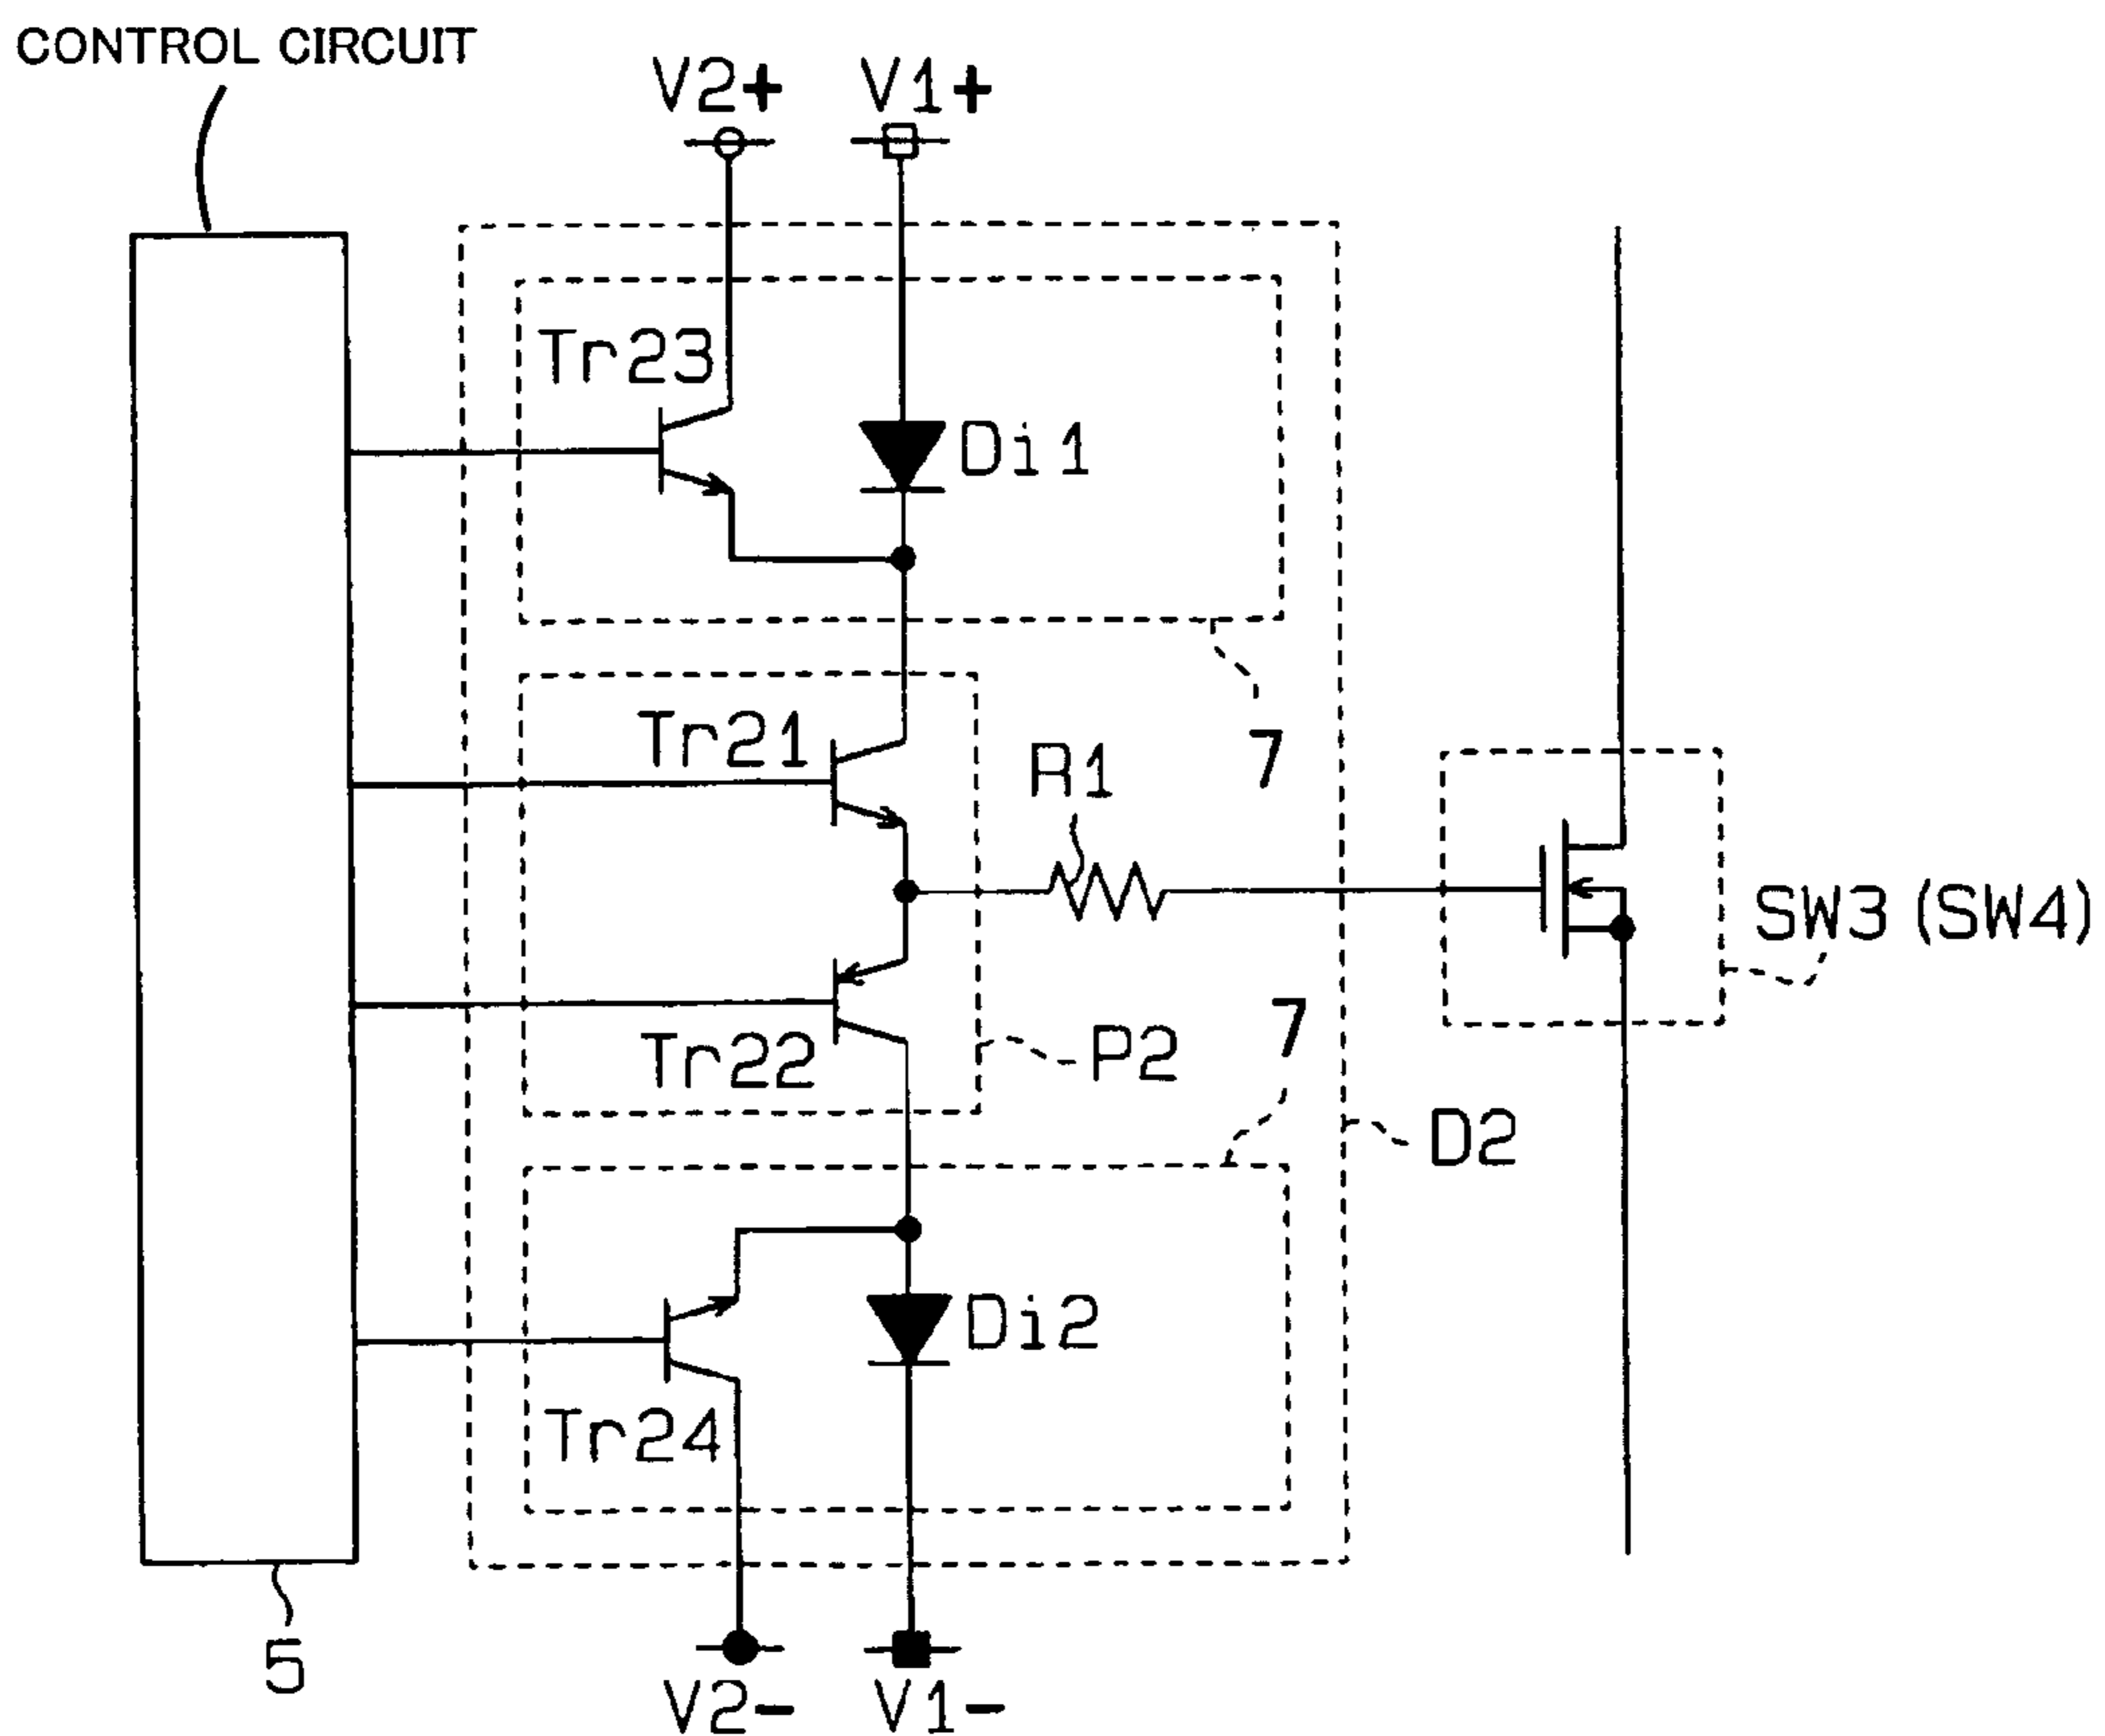 CONTROL CIRCUIT
V2+
V1+
Tr23
Di1
7
Tr21
R1
SW3 (SW4)
Tr22
P2
7
D2
Di2
Tr24
5
V2-
V1-